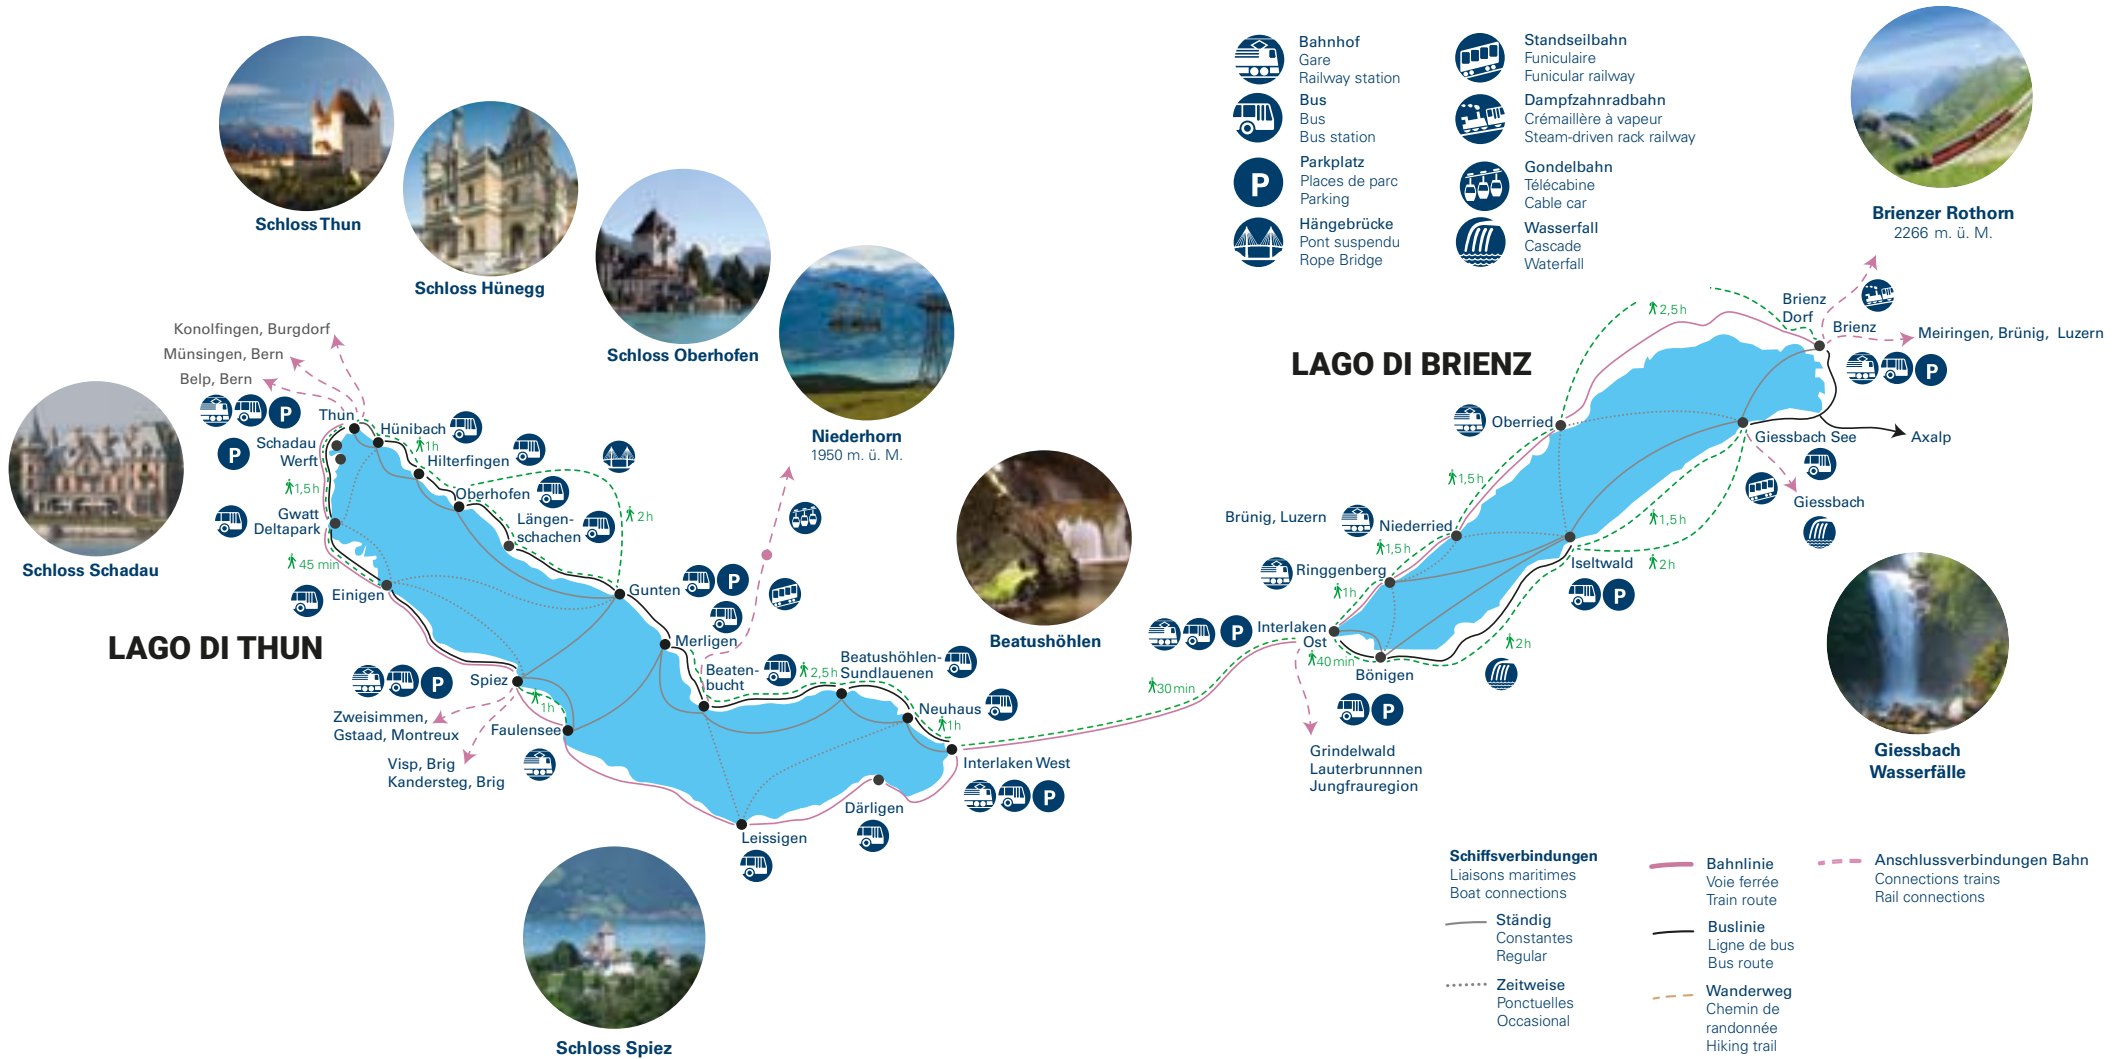 Schloss Thun
Schloss Hünegg
Schloss Oberhofen
Niederhorn
1950 m. ü. M.
Schloss Schadau
Beatushöhlen
Schloss Spiez
Bahnhof
Gare
Railway station
Bus
Bus
Bus station
P
Parkplatz
Places de parc
Parking
Hängebrücke
Pont suspendu
Rope Bridge
Standseilbahn
Funiculaire
Funicular railway
Dampfzahnradbahn
Crémaillère à vapeur
Steam-driven rack railway
Gondelbahn
Télécabine
Cable car
Wasserfall
Cascade
Waterfall
Brienzer Rothorn
2266 m. ü. M.
Konolfingen, Burgdorf
Münsingen, Bern
Belp, Bern
P
Thun
P
Schadau
Werft
Hünibach
1h
Hilterfingen
Oberhofen
Längen-
schachen
2h
1,5h
Gwatt
Deltapark
45 min
Einigen
Gunten
P
Merligen
LAGO DI THUN
Beaten-
bucht
2,5h
Beatushöhlen-
Sundlauenen
Neuhaus
1h
P
Spiez
1h
Zweisimmen,
Gstaad, Montreux
Faulensee
Visp, Brig
Kandersteg, Brig
Interlaken West
P
Därligen
Leissigen
30 min
LAGO DI BRIENZ
2,5h
Brienz
Dorf
Brienz
Meiringen, Brünig, Luzern
P
Oberried
Giessbach See
Axalp
Giessbach
1,5h
Brünig, Luzern
Niederried
1,5h
1,5h
Ringgenberg
Iseltwald
2h
P
1h
P
Interlaken
Ost
40 min
2h
Bönigen
P
Grindelwald
Lauterbrunnnen
Jungfrauregion
Giessbach
Wasserfälle
Schiffsverbindungen
Liaisons maritimes
Boat connections
Ständig
Constantes
Regular
Zeitweise
Ponctuelles
Occasional
Bahnlinie
Voie ferrée
Train route
Buslinie
Ligne de bus
Bus route
Wanderweg
Chemin de
randonnée
Hiking trail
Anschlussverbindungen Bahn
Connections trains
Rail connections